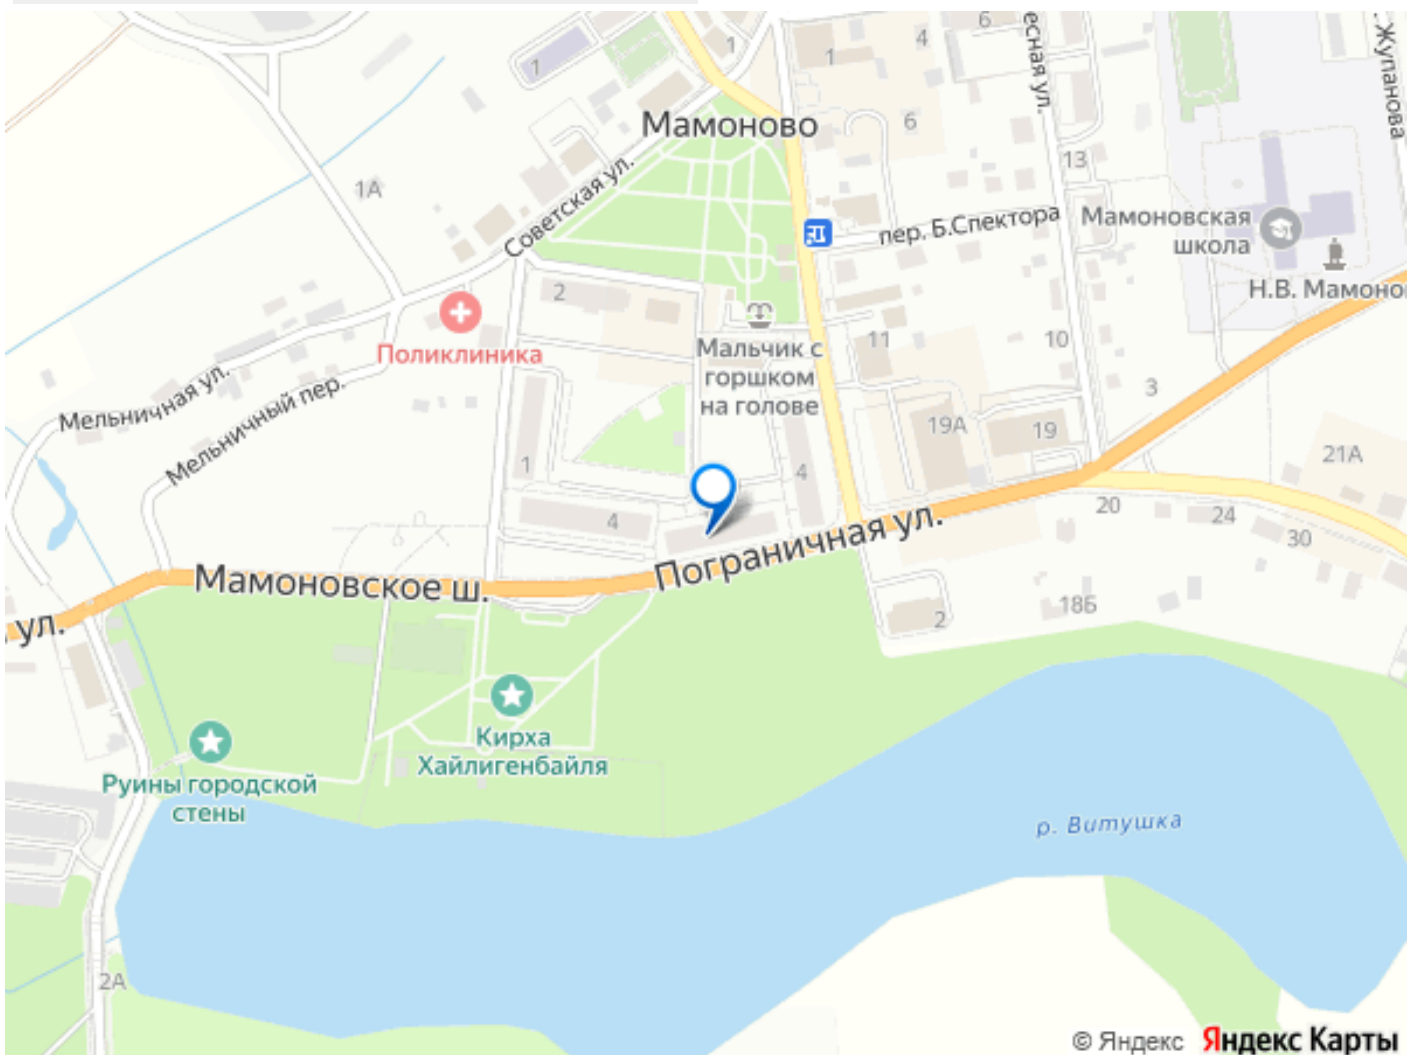 1
1
1
4
6
есная ул.
. Жупанова
Мамоново
6
13
1А
Советская ул.
пер. Б.Спектора
Мамоновская
школа
Н.В. Мамоно
2
Поликлиника
Мальчик с
горшком
на голове
11
10
3
Мельничная ул.
Мельничный пер.
19А
19
21А
1
4
4
20
24
30
Пограничная ул.
Мамоновское ш.
ул.
2
18Б
Кирха
Хайлигенбайля
Руины городской
стены
р. Витушка
2А
© Яндекс Яндекс Карты